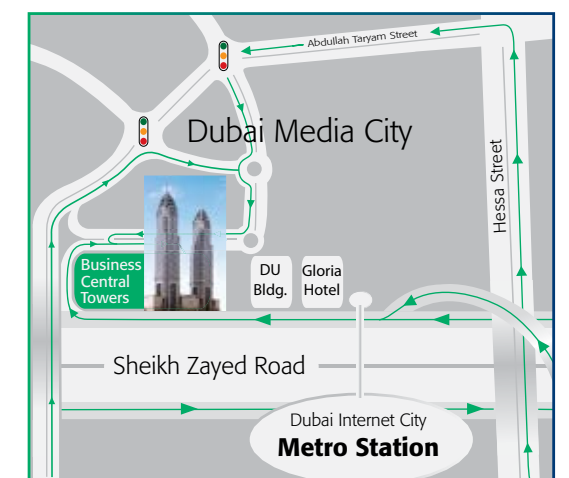 Abdullah Taryam Street
Dubai Media City
Hessa Street
Business
Central
Towers
DU
Bldg.
Gloria
Hotel
Sheikh Zayed Road
Dubai Internet City
Metro Station